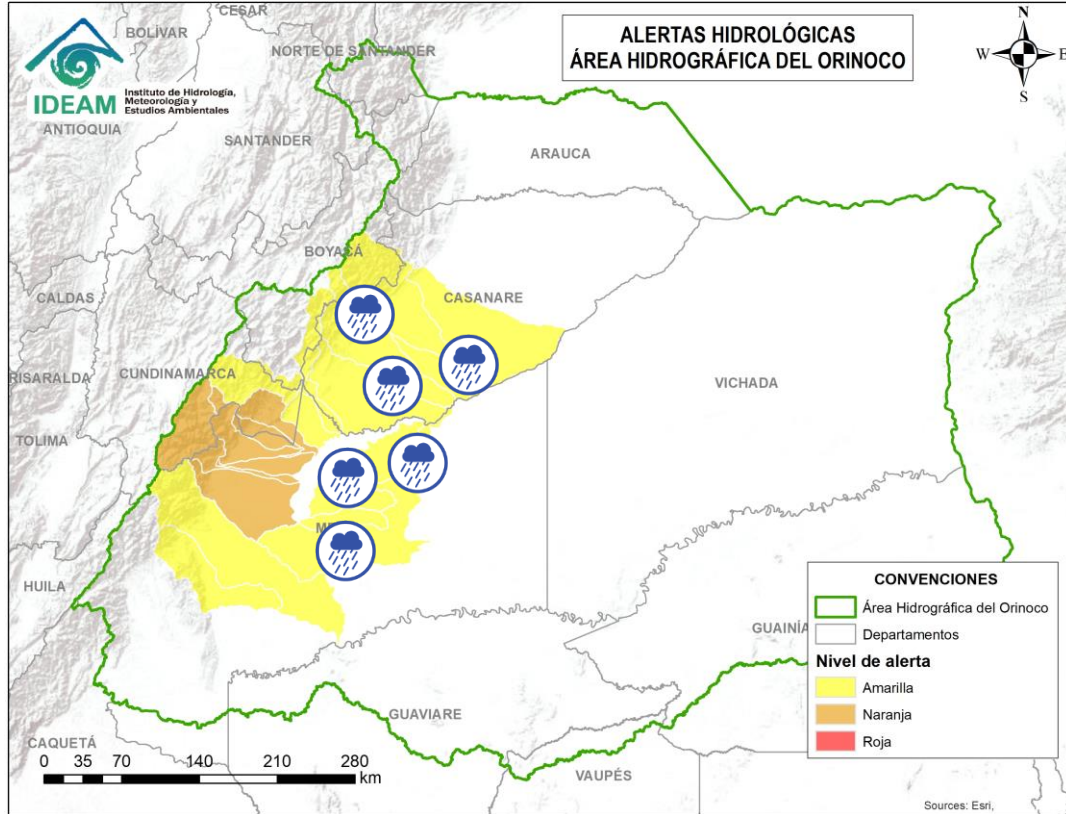 ALERTAS HIDROLÓGICAS
ÁREA HIDROGRÁFICA DEL ORINOCO
N
W
E
S
IDEAM
Instituto de Hidrología,
Meteorología y
Estudios Ambientales
CESAR
BOLÍVAR
NORTE DE SANTANDER
ANTIOQUIA
SANTANDER
ARAUCA
BOYACÁ
CALDAS
CASANARE
RISARALDA
CUNDINAMARCA
VICHADA
TOLIMA
HUILA
GUAINÍA
GUAVIARE
CAQUETÁ
VAUPÉS
CONVENCIONES
Área Hidrográfica del Orinoco
Departamentos
Nivel de alerta
Amarilla
Naranja
Roja
0 35 70 140 210 280
km
Sources: Esri,